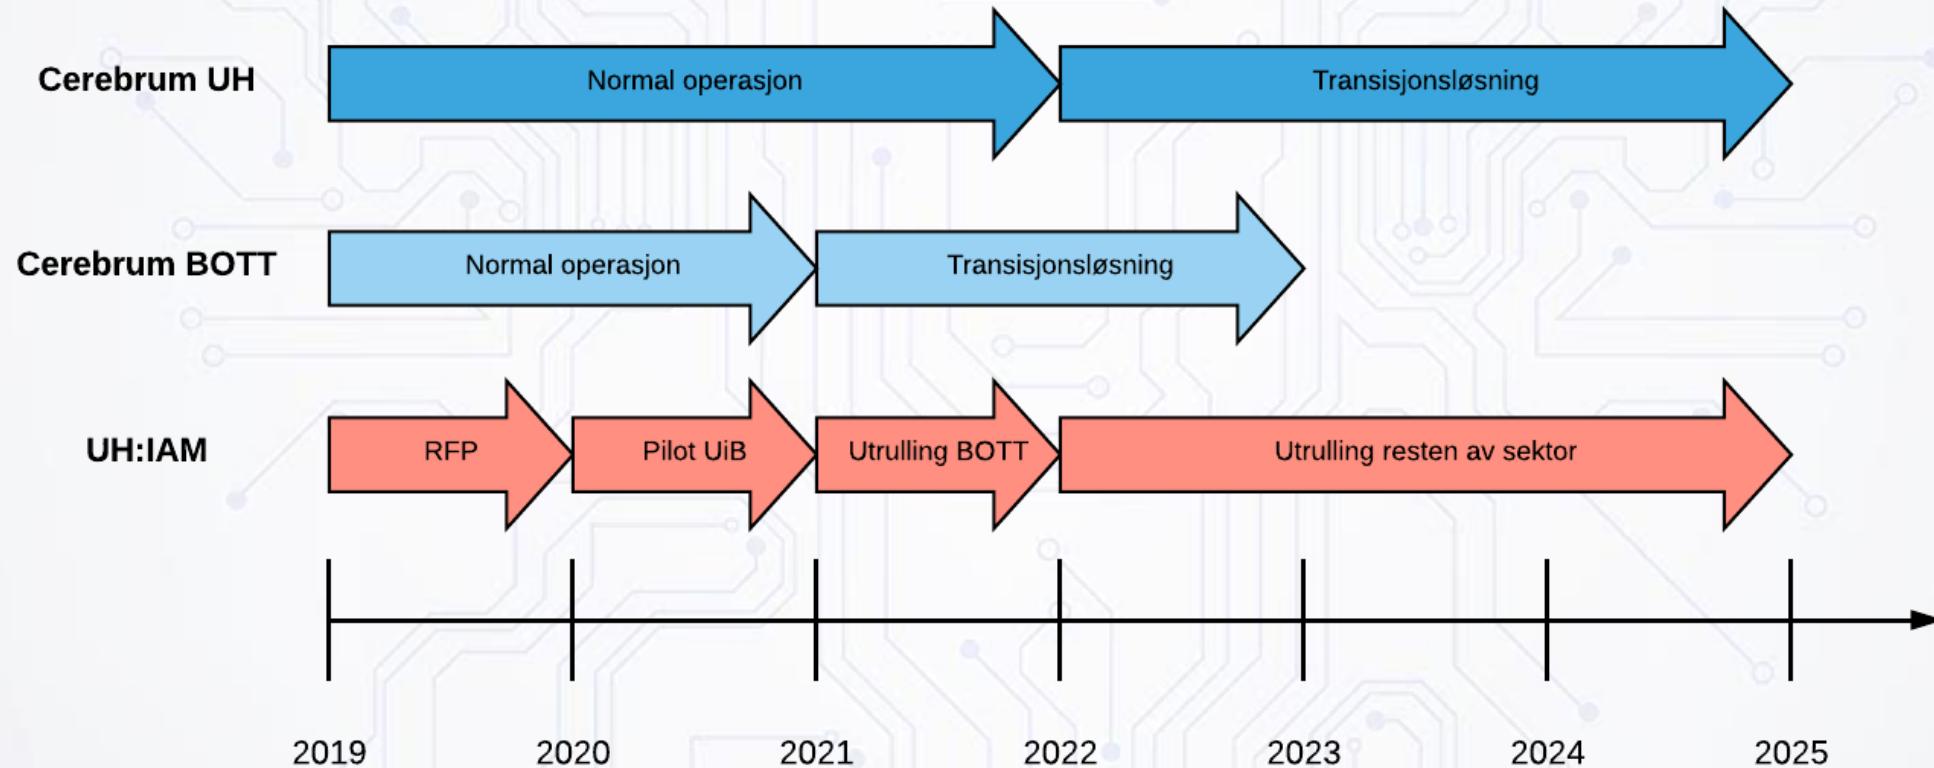 Cerebrum UH
Normal operasjon
Transisjonsløsning
Cerebrum BOTT
Normal operasjon
Transisjonsløsning
UH:IAM
RFP
Pilot UiB
Utrulling BOTT
Utrulling resten av sektor
2019
2020
2021
2022
2023
2024
2025